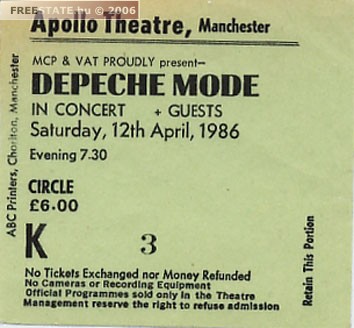 FREESTATE.hu © 2006
Apollo Theatre, Manchester
MCP & VAT PROUDLY present—
DEPECHE MODE
IN CONCERT + GUESTS
Saturday, 12th April, 1986
Evening 7.30
CIRCLE
£6.00
K 3
No Tickets Exchanged nor Money Refunded
No Cameras or Recording Equipment
Official Programmes sold only in the Theatre
Management reserve the right to refuse admission
ABC Printers, Chorlton, Manchester
Retain This Portion